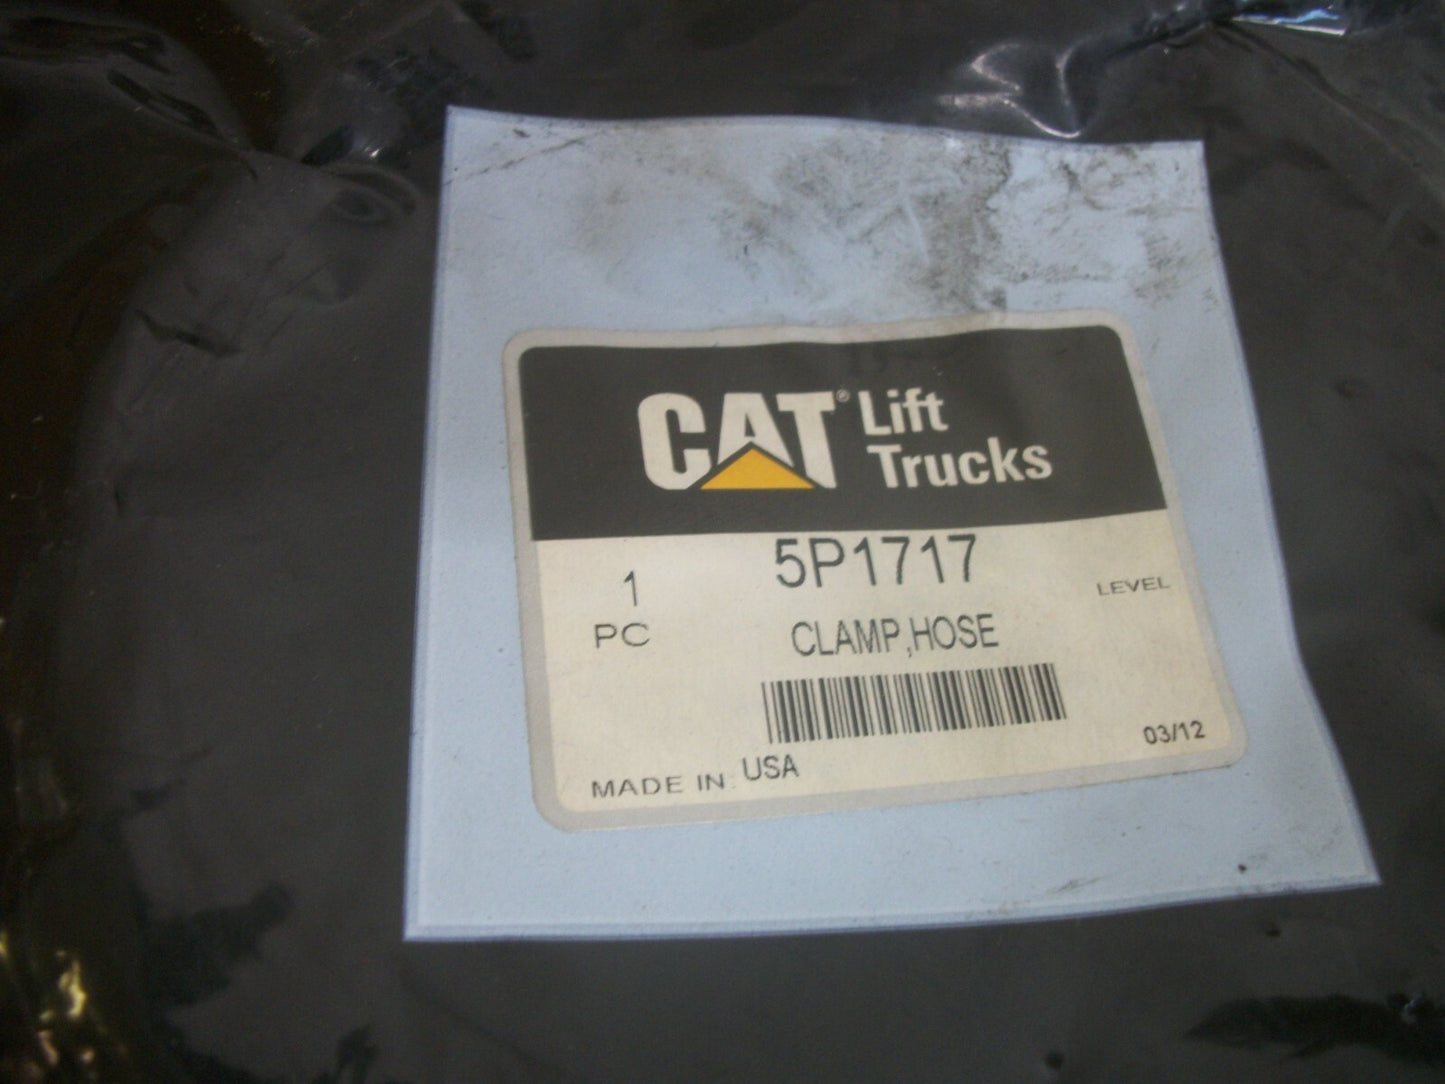 CAT® Lift
Trucks
5P1717
1
LEVEL
PC
CLAMP,HOSE
03/12
MADE IN: USA